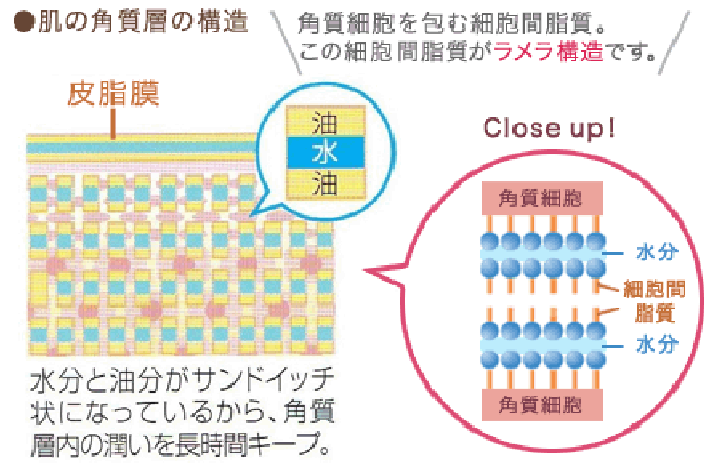 ●肌の角質層の構造
角質細胞を包む細胞間脂質。
この細胞間脂質がラメラ構造です。
皮脂膜
油
水
油
Close up!
角質細胞
水分
細胞間
脂質
水分
角質細胞
水分と油分がサンドイッチ
状になっているから、角質
層内の潤いを長時間キープ。